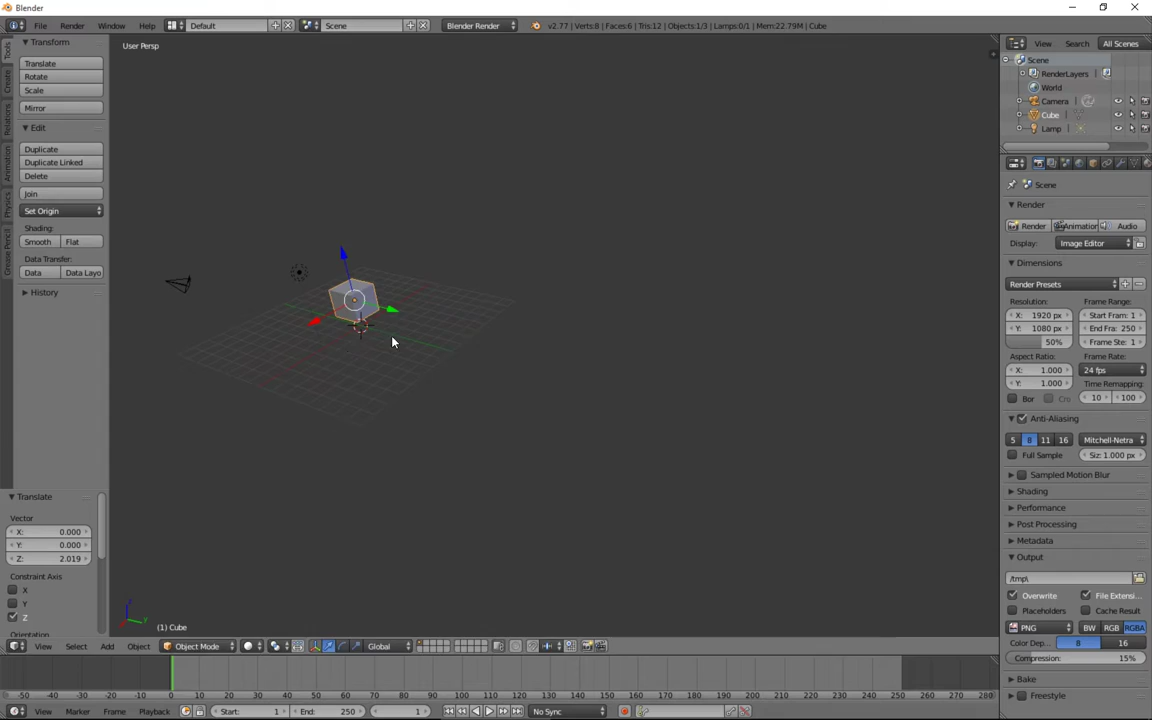 Blender
File Render Window Help Default Scene Blender Render v2.77 | Verts:8 | Faces:6 | Tris:12 | Objects:1/3 | Lamps:0/1 | Mem:22.79M | Cube
Tools
Create
Relations
Animation
Physics
Grease Pencil
Transform
Translate
Rotate
Scale
Mirror
Edit
Duplicate
Duplicate Linked
Delete
Join
Set Origin
Shading:
Smooth Flat
Data Transfer:
Data Data Layo
History
Translate
Vector
X: 0.000
Y: 0.000
Z: 2.019
Constraint Axis
X
Y
Z
Orientation
User Persp
z
y
(1) Cube
View Select Add Object Object Mode Global
-50 -40 -30 -20 -10 0 10 20 30 40 50 60 70 80 90 100 110 120 130 140 150 160 170 180 190 200 210 220 230 240 250 260 270 280
View Marker Frame Playback Start: 1 End: 250 1 No Sync
View Search All Scenes
Scene
RenderLayers
World
Camera
Cube
Lamp
Scene
Render
Render Animation Audio
Display: Image Editor
Dimensions
Render Presets
Resolution: Frame Range:
X: 1920 px Start Fram: 1
Y: 1080 px End Fra: 250
50% Frame Ste: 1
Aspect Ratio: Frame Rate:
X: 1.000 24 fps
Y: 1.000 Time Remapping:
Bor Cro 10 100
Anti-Aliasing
5 8 11 16 Mitchell-Netra
Full Sample Siz: 1.000 px
Sampled Motion Blur
Shading
Performance
Post Processing
Metadata
Output
/tmp\
Overwrite File Extensi...
Placeholders Cache Result
PNG BW RGB RGBA
Color Dep... 8 16
Compression: 15%
Bake
Freestyle